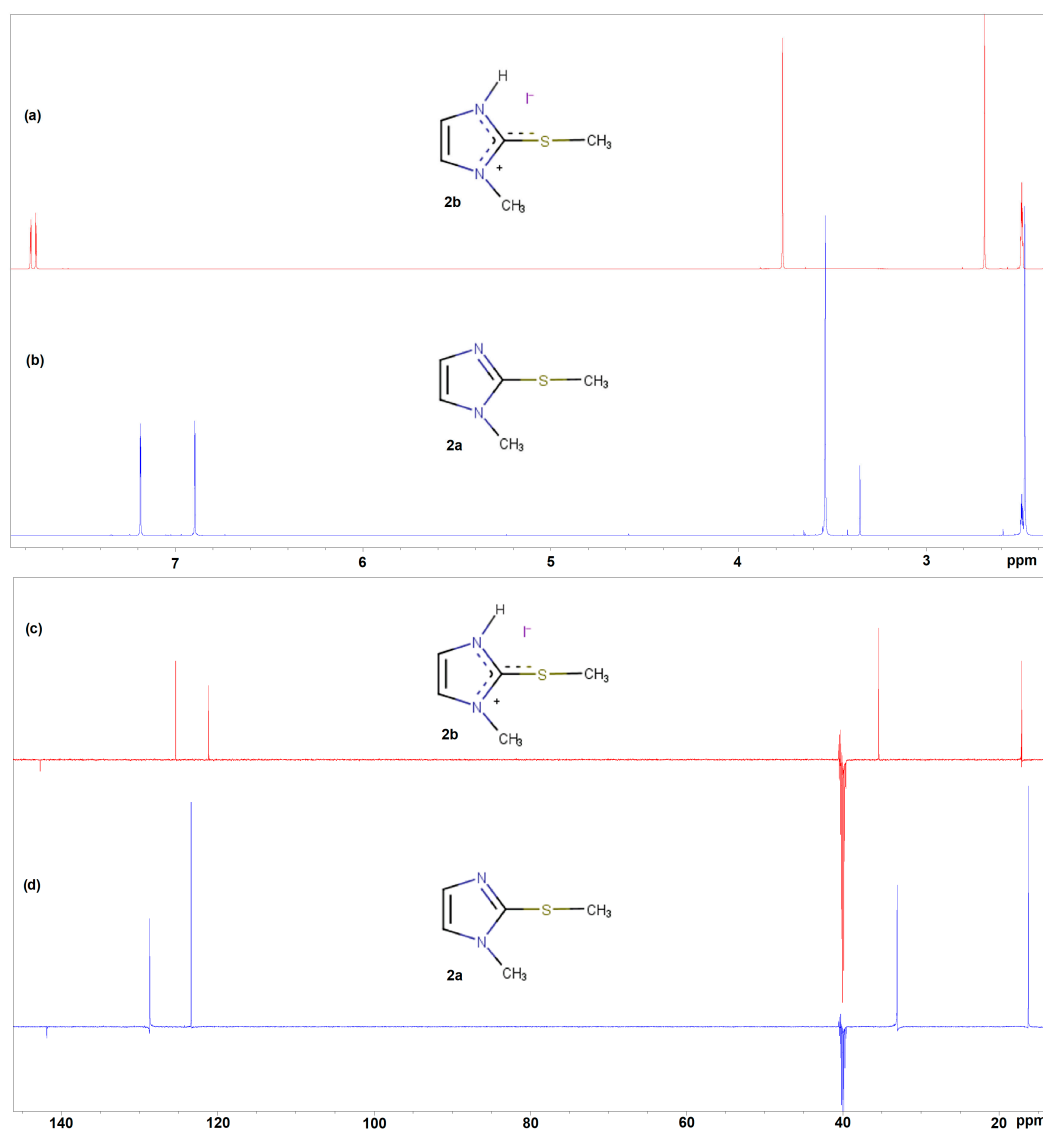 (a)
H
N
I⁻
S
CH₃
+
N
2b
CH₃
(b)
N
S
CH₃
N
2a
CH₃
7 6 5 4 3 ppm
(c)
H
I⁻
N
S
CH₃
N
+
2b
CH₃
(d)
N
S
CH₃
N
2a
CH₃
140 120 100 80 60 40 20 ppm